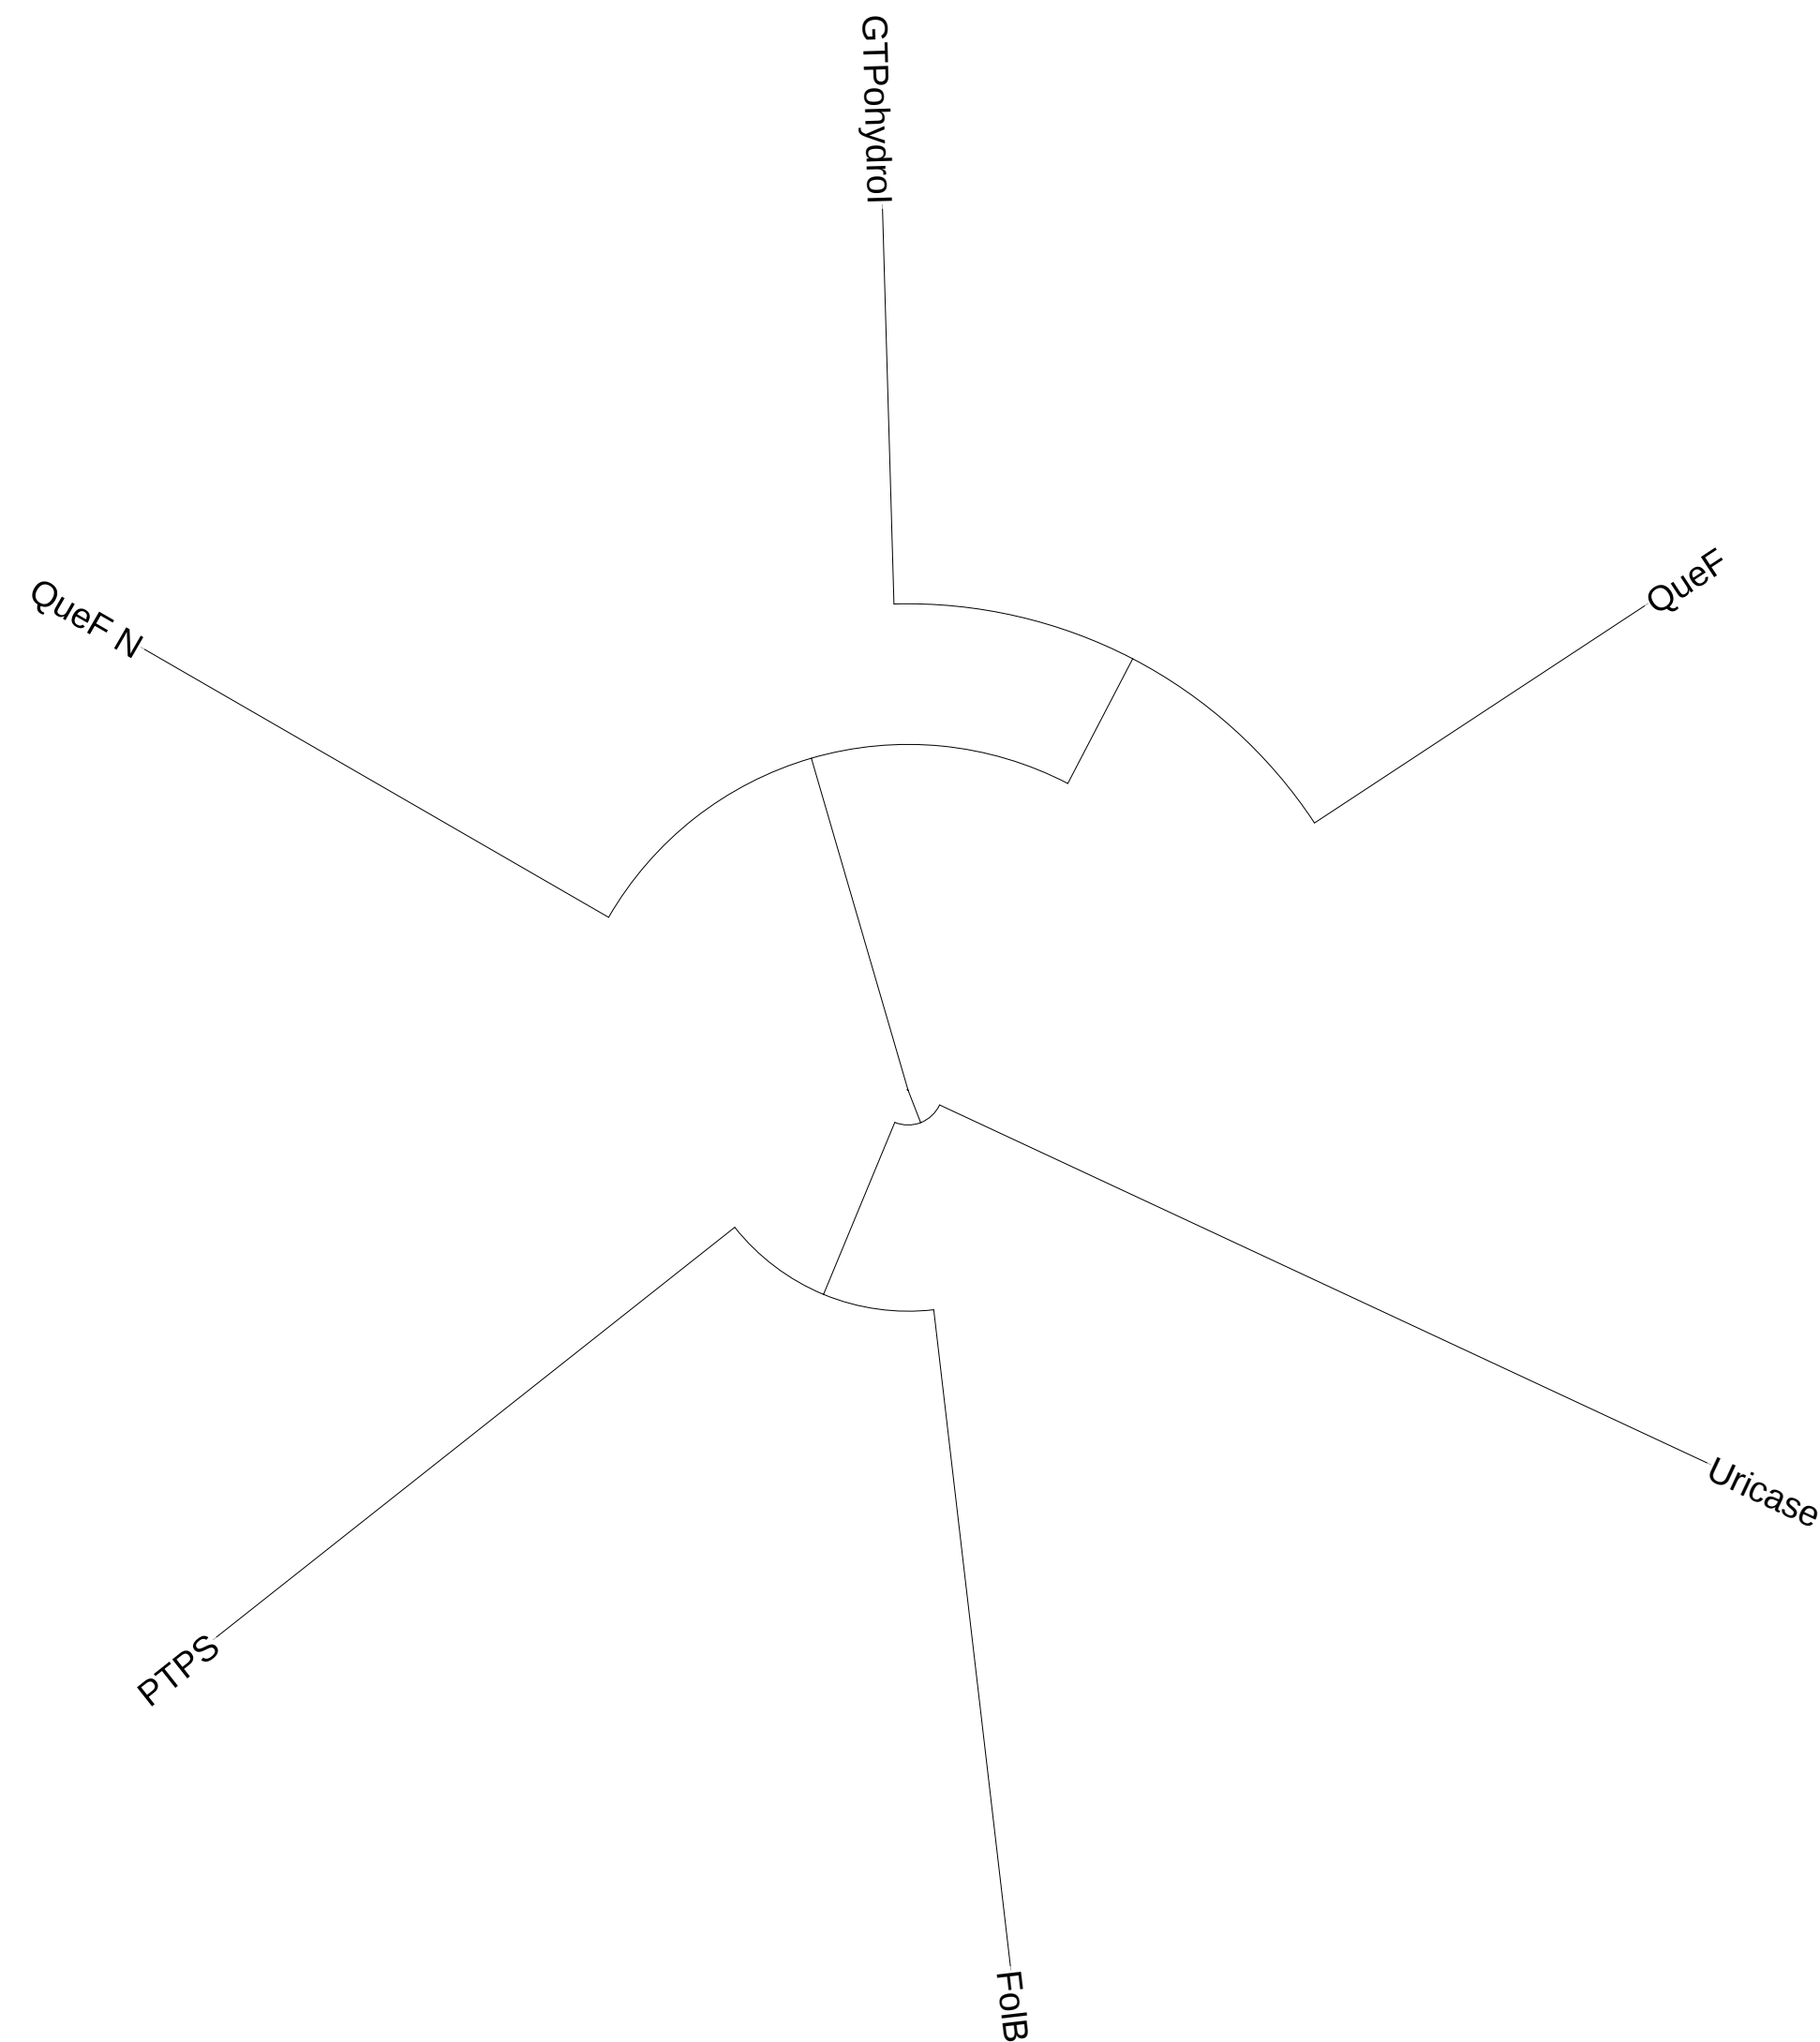 GTPohydrol
QueF
QueF N
Uricase
PTPS
FolB